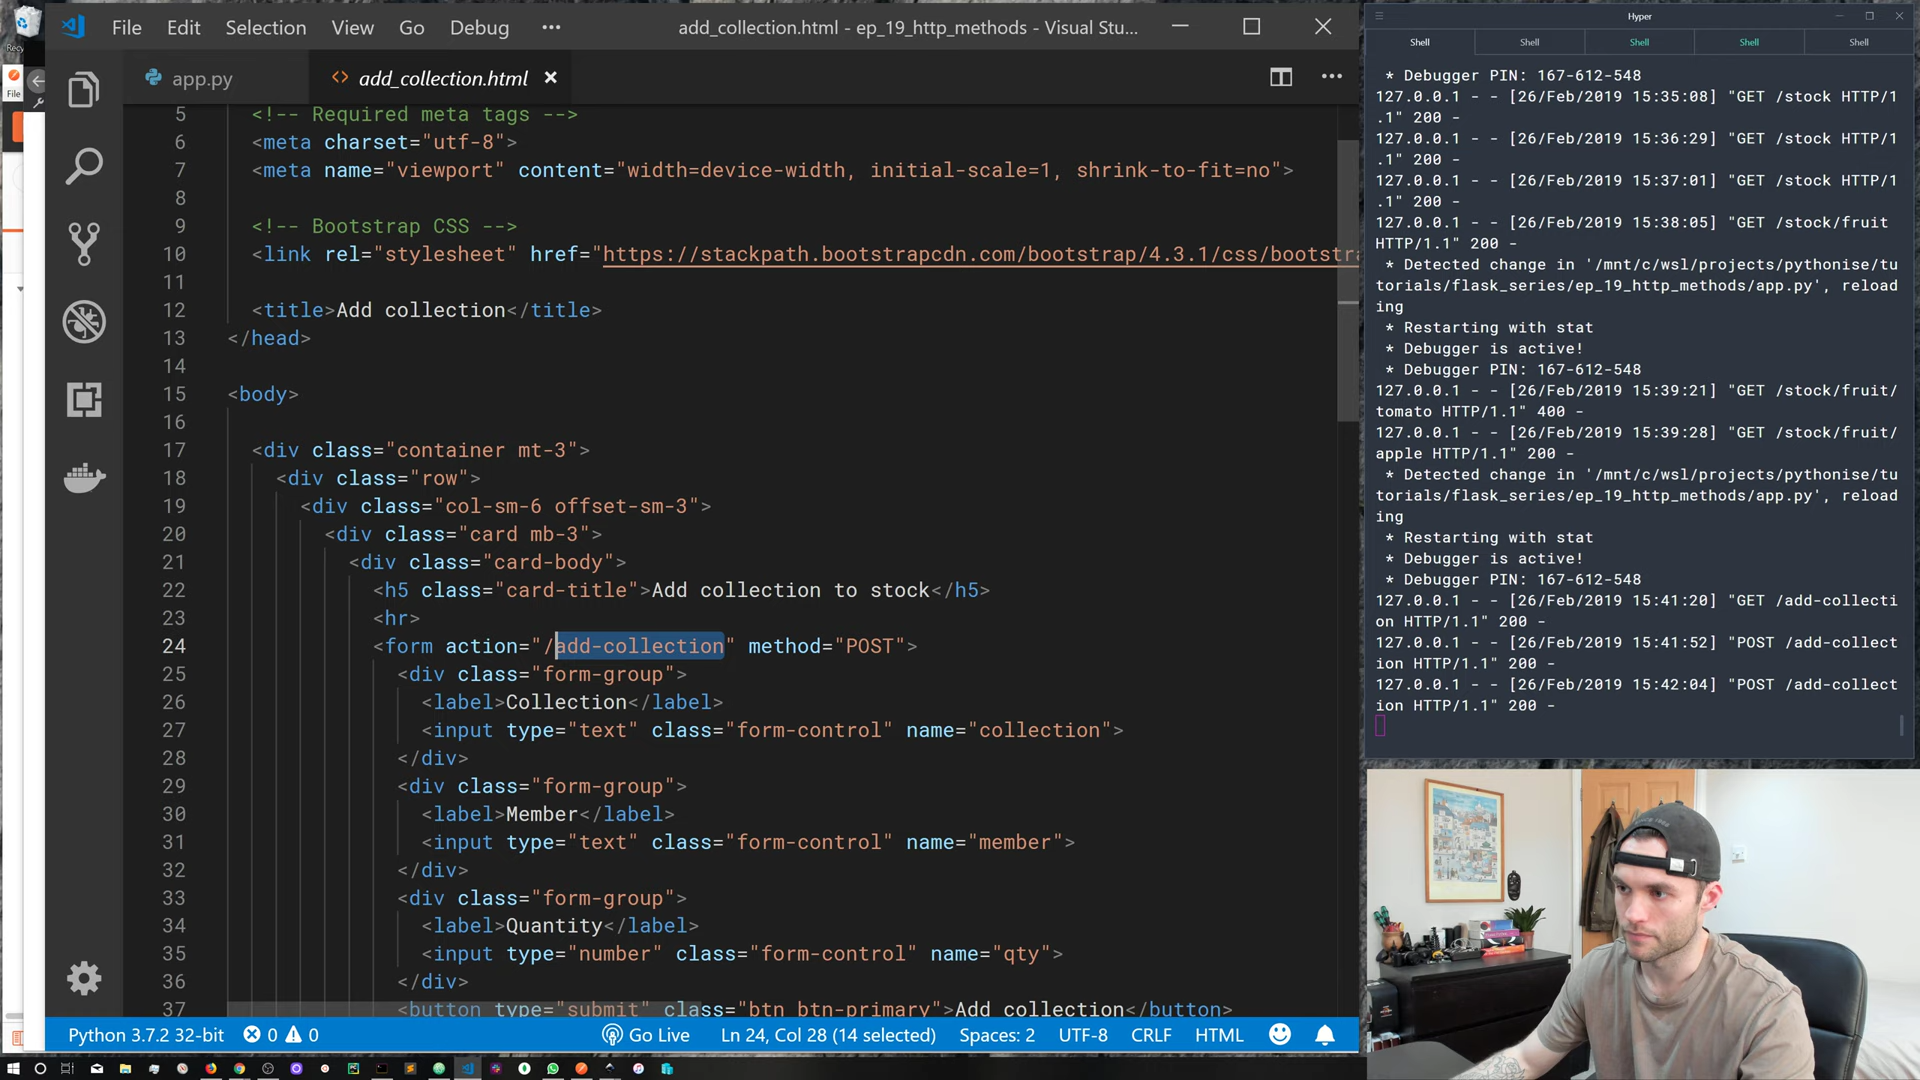 File Edit Selection View Go Debug ••• add_collection.html - ep_19_http_methods - Visual Stu...
app.py
<> add_collection.html
5 <!-- Required meta tags -->
6 <meta charset="utf-8">
7 <meta name="viewport" content="width=device-width, initial-scale=1, shrink-to-fit=no">
8
9 <!-- Bootstrap CSS -->
10 <link rel="stylesheet" href="https://stackpath.bootstrapcdn.com/bootstrap/4.3.1/css/bootstra
11
12 <title>Add collection</title>
13 </head>
14
15 <body>
16
17 <div class="container mt-3">
18 <div class="row">
19 <div class="col-sm-6 offset-sm-3">
20 <div class="card mb-3">
21 <div class="card-body">
22 <h5 class="card-title">Add collection to stock</h5>
23 <hr>
24 <form action="/add-collection" method="POST">
25 <div class="form-group">
26 <label>Collection</label>
27 <input type="text" class="form-control" name="collection">
28 </div>
29 <div class="form-group">
30 <label>Member</label>
31 <input type="text" class="form-control" name="member">
32 </div>
33 <div class="form-group">
34 <label>Quantity</label>
35 <input type="number" class="form-control" name="qty">
36 </div>
37 <button type="submit" class="btn btn-primary">Add collection</button>
Python 3.7.2 32-bit 0 0 Go Live Ln 24, Col 28 (14 selected) Spaces: 2 UTF-8 CRLF HTML
File
Hyper
Shell Shell Shell Shell Shell
* Debugger PIN: 167-612-548
127.0.0.1 - - [26/Feb/2019 15:35:08] "GET /stock HTTP/1
.1" 200 -
127.0.0.1 - - [26/Feb/2019 15:36:29] "GET /stock HTTP/1
.1" 200 -
127.0.0.1 - - [26/Feb/2019 15:37:01] "GET /stock HTTP/1
.1" 200 -
127.0.0.1 - - [26/Feb/2019 15:38:05] "GET /stock/fruit
HTTP/1.1" 200 -
* Detected change in '/mnt/c/wsl/projects/pythonise/tu
torials/flask_series/ep_19_http_methods/app.py', reload
ing
* Restarting with stat
* Debugger is active!
* Debugger PIN: 167-612-548
127.0.0.1 - - [26/Feb/2019 15:39:21] "GET /stock/fruit/
tomato HTTP/1.1" 400 -
127.0.0.1 - - [26/Feb/2019 15:39:28] "GET /stock/fruit/
apple HTTP/1.1" 200 -
* Detected change in '/mnt/c/wsl/projects/pythonise/tu
torials/flask_series/ep_19_http_methods/app.py', reload
ing
* Restarting with stat
* Debugger is active!
* Debugger PIN: 167-612-548
127.0.0.1 - - [26/Feb/2019 15:41:20] "GET /add-collecti
on HTTP/1.1" 200 -
127.0.0.1 - - [26/Feb/2019 15:41:52] "POST /add-collect
ion HTTP/1.1" 200 -
127.0.0.1 - - [26/Feb/2019 15:42:04] "POST /add-collect
ion HTTP/1.1" 200 -